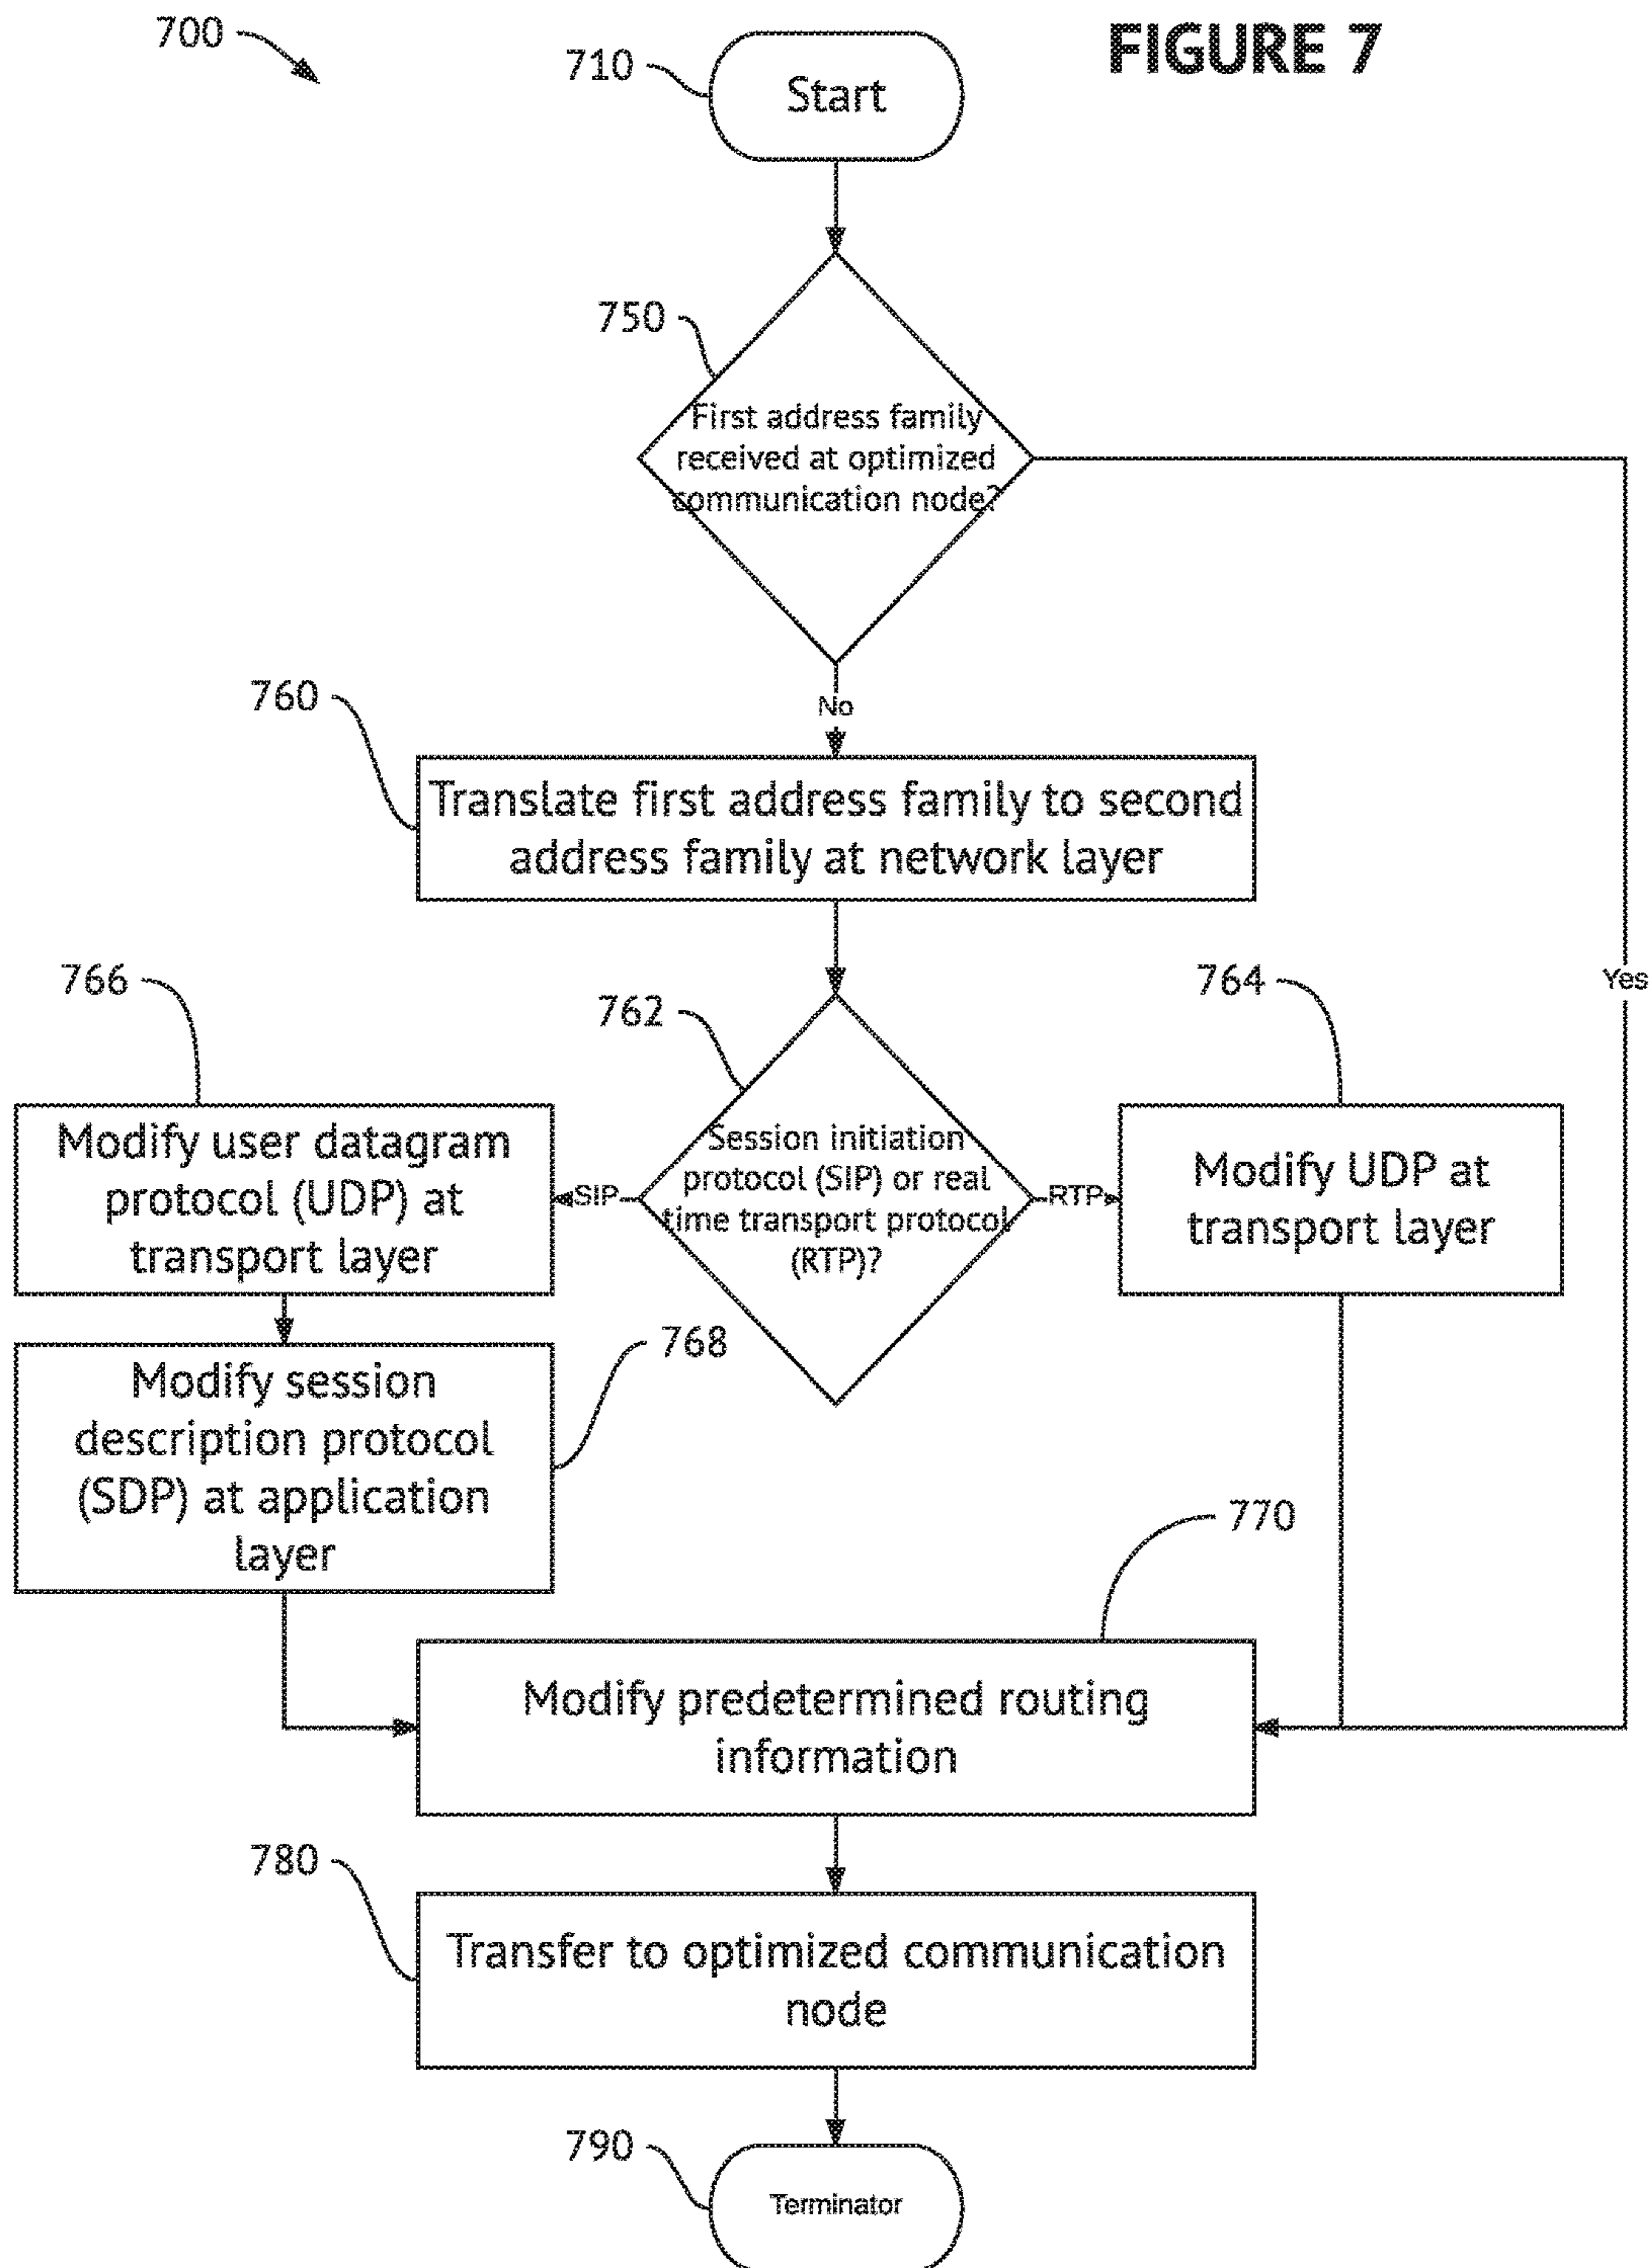 700
710
Start
FIGURE 7
750
First address family
received at optimized
communication node?
No
760
Translate first address family to second
address family at network layer
Yes
766
762
764
Modify user datagram
protocol (UDP) at
transport layer
SIP
Session initiation
protocol (SIP) or real
time transport protocol
(RTP)?
RTP
Modify UDP at
transport layer
768
Modify session
description protocol
(SDP) at application
layer
770
Modify predetermined routing
information
780
Transfer to optimized communication
node
790
Terminator